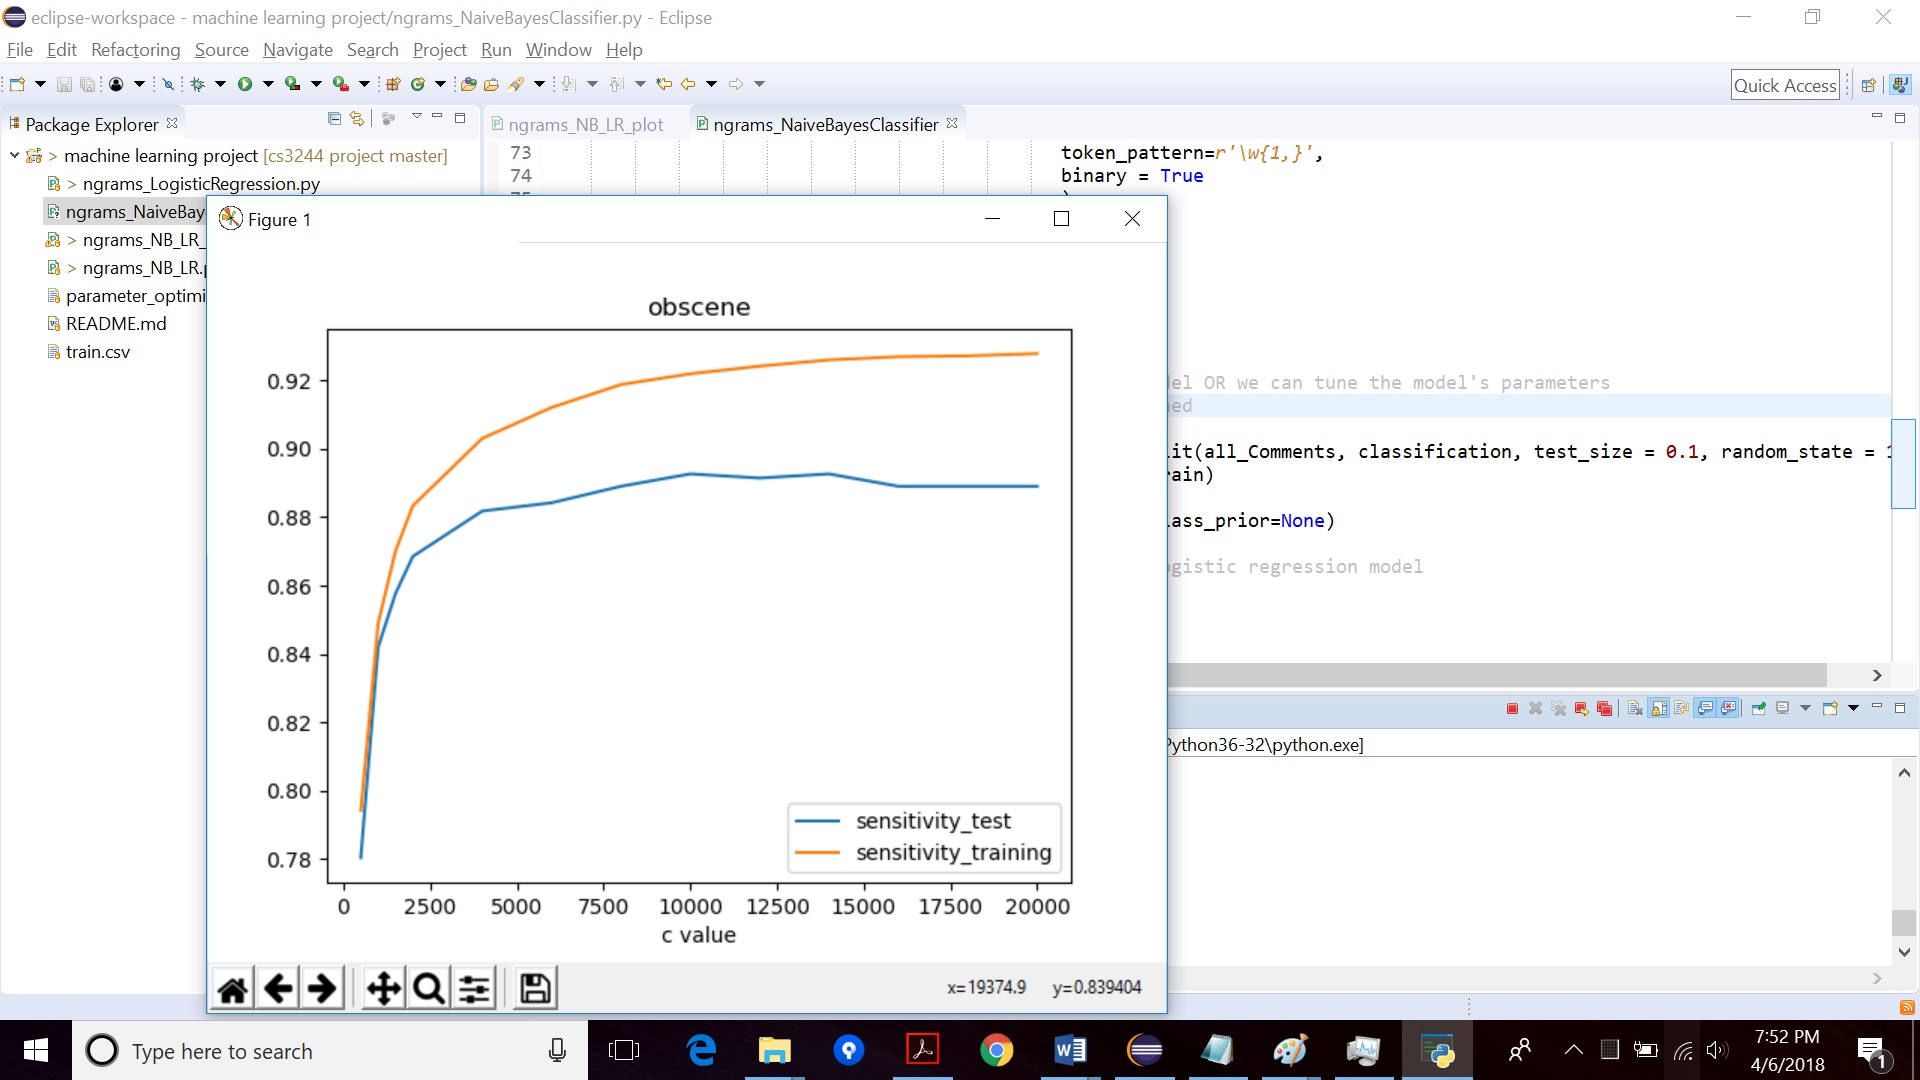 eclipse-workspace - machine learning project/ngrams_NaiveBayesClassifier.py - Eclipse
File Edit Refactoring Source Navigate Search Project Run Window Help
Quick Access
Package Explorer
ngrams_NB_LR_plot
ngrams_NaiveBayesClassifier
> machine learning project [cs3244 project master]
> ngrams_LogisticRegression.py
ngrams_NaiveBay
> ngrams_NB_LR_
> ngrams_NB_LR.p
parameter_optimi
README.md
train.csv
73 token_pattern=r'\w{1,}',
74 binary = True
el OR we can tune the model's parameters
ed
it(all_Comments, classification, test_size = 0.1, random_state = 1
ain)
ass_prior=None)
gistic regression model
Python36-32\python.exe]
Figure 1
obscene
0.92
0.90
0.88
0.86
0.84
0.82
0.80
0.78
sensitivity_test
sensitivity_training
0 2500 5000 7500 10000 12500 15000 17500 20000
c value
x=19374.9 y=0.839404
Type here to search
7:52 PM
4/6/2018
1